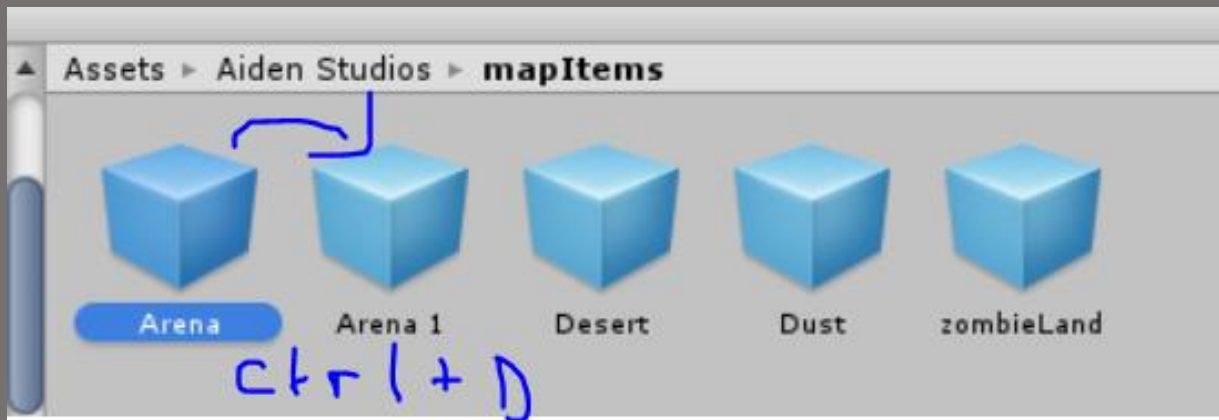 Assets ▸ Aiden Studios ▸ mapItems
Arena Arena 1 Desert Dust zombieLand
Ctrl + D